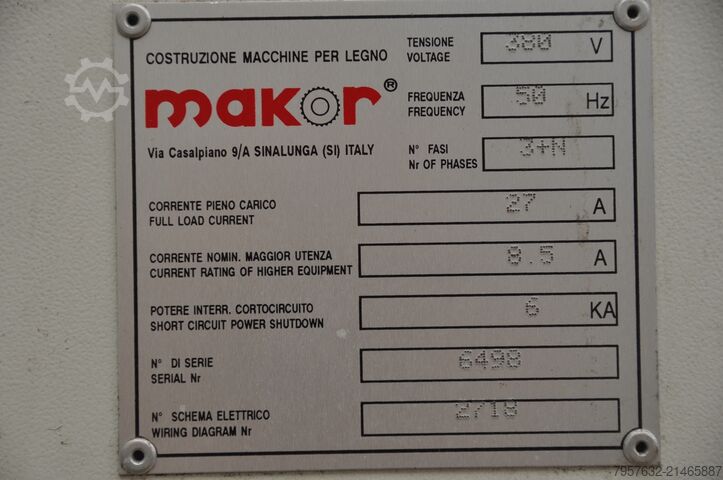 COSTRUZIONE MACCHINE PER LEGNO
makor®
Via Casalpiano 9/A SINALUNGA (SI) ITALY
TENSIONE
VOLTAGE 380 V
FREQUENZA
FREQUENCY 50 Hz
N° FASI
Nr OF PHASES 3+N
CORRENTE PIENO CARICO
FULL LOAD CURRENT 27 A
CORRENTE NOMIN. MAGGIOR UTENZA
CURRENT RATING OF HIGHER EQUIPMENT 8.5 A
POTERE INTERR. CORTOCIRCUITO
SHORT CIRCUIT POWER SHUTDOWN 6 KA
N° DI SERIE
SERIAL Nr 6498
N° SCHEMA ELETTRICO
WIRING DIAGRAM Nr 2718
7957632-21465887